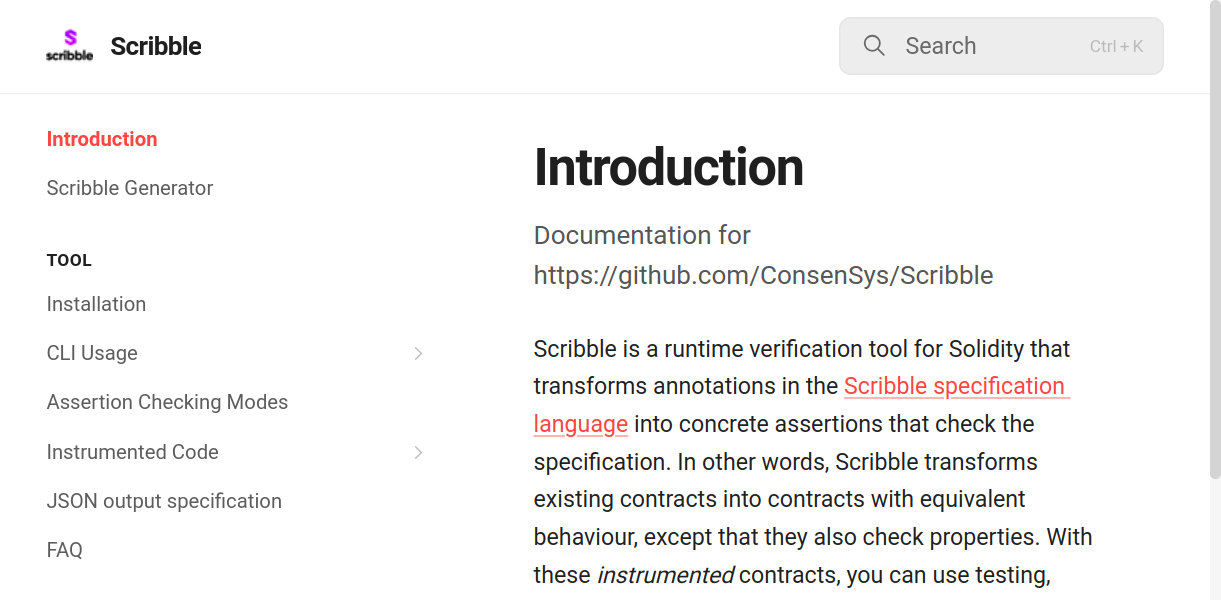 scribble
Scribble
Search
Ctrl + K
Introduction
Scribble Generator
TOOL
Installation
CLI Usage
Assertion Checking Modes
Instrumented Code
JSON output specification
FAQ
Introduction
Documentation for
https://github.com/ConsenSys/Scribble
Scribble is a runtime verification tool for Solidity that
transforms annotations in the Scribble specification
language into concrete assertions that check the
specification. In other words, Scribble transforms
existing contracts into contracts with equivalent
behaviour, except that they also check properties. With
these instrumented contracts, you can use testing,